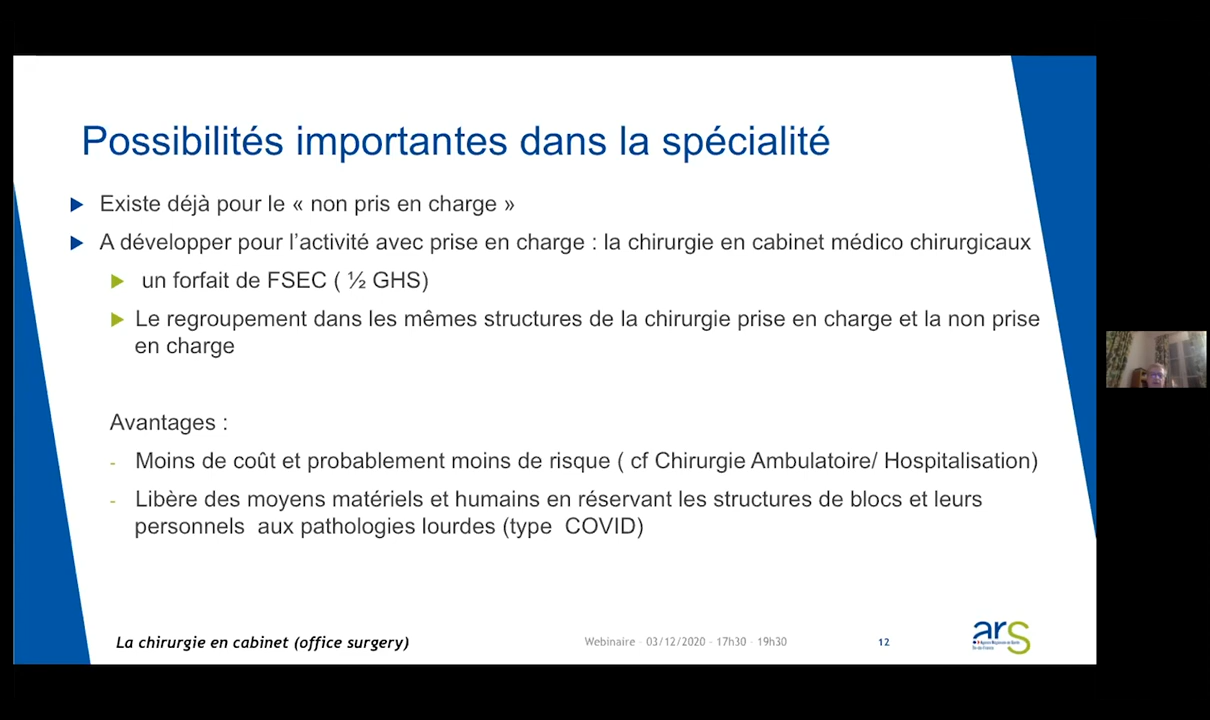 Possibilités importantes dans la spécialité
Existe déjà pour le « non pris en charge »
A développer pour l’activité avec prise en charge : la chirurgie en cabinet médico chirurgicaux
un forfait de FSEC ( ½ GHS)
Le regroupement dans les mêmes structures de la chirurgie prise en charge et la non prise
en charge
Avantages :
- Moins de coût et probablement moins de risque ( cf Chirurgie Ambulatoire/ Hospitalisation)
- Libère des moyens matériels et humains en réservant les structures de blocs et leurs
personnels aux pathologies lourdes (type COVID)
La chirurgie en cabinet (office surgery)
Webinaire - 03/12/2020 - 17h30 - 19h30
12
ars